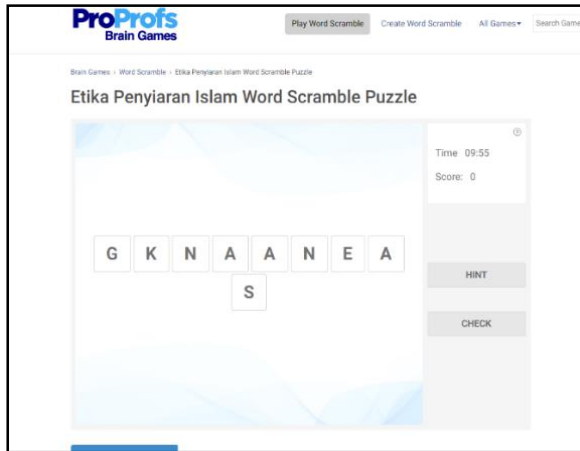 ProProfs
Brain Games
Play Word Scramble Create Word Scramble All Games Search Game
Brain Games › Word Scramble › Etika Penyiaran Islam Word Scramble Puzzle
Etika Penyiaran Islam Word Scramble Puzzle
Time 09:55
Score: 0
G K N A A N E A
S
HINT
CHECK